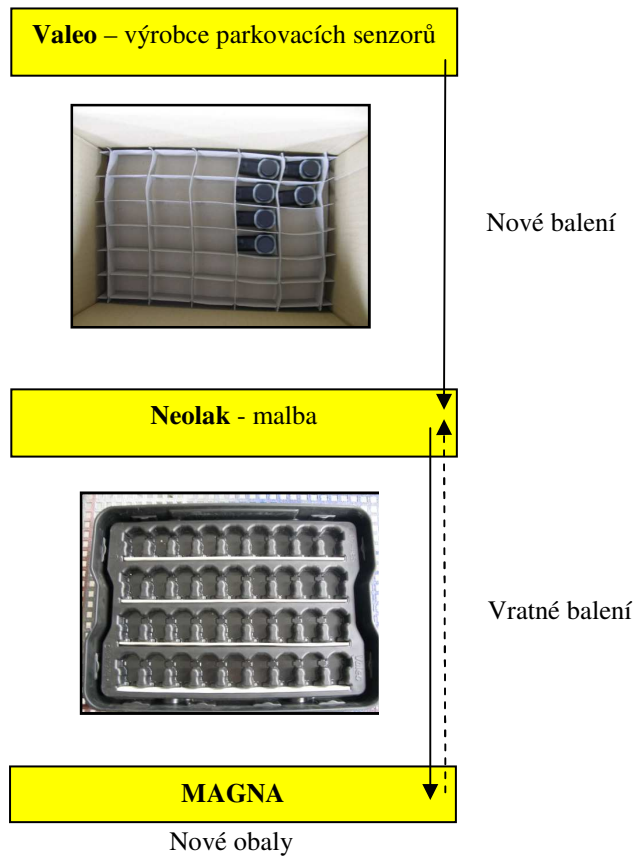 Valeo – výrobce parkovacích senzorů
Nové balení
Neolak - malba
Vratné balení
MAGNA
Nové obaly